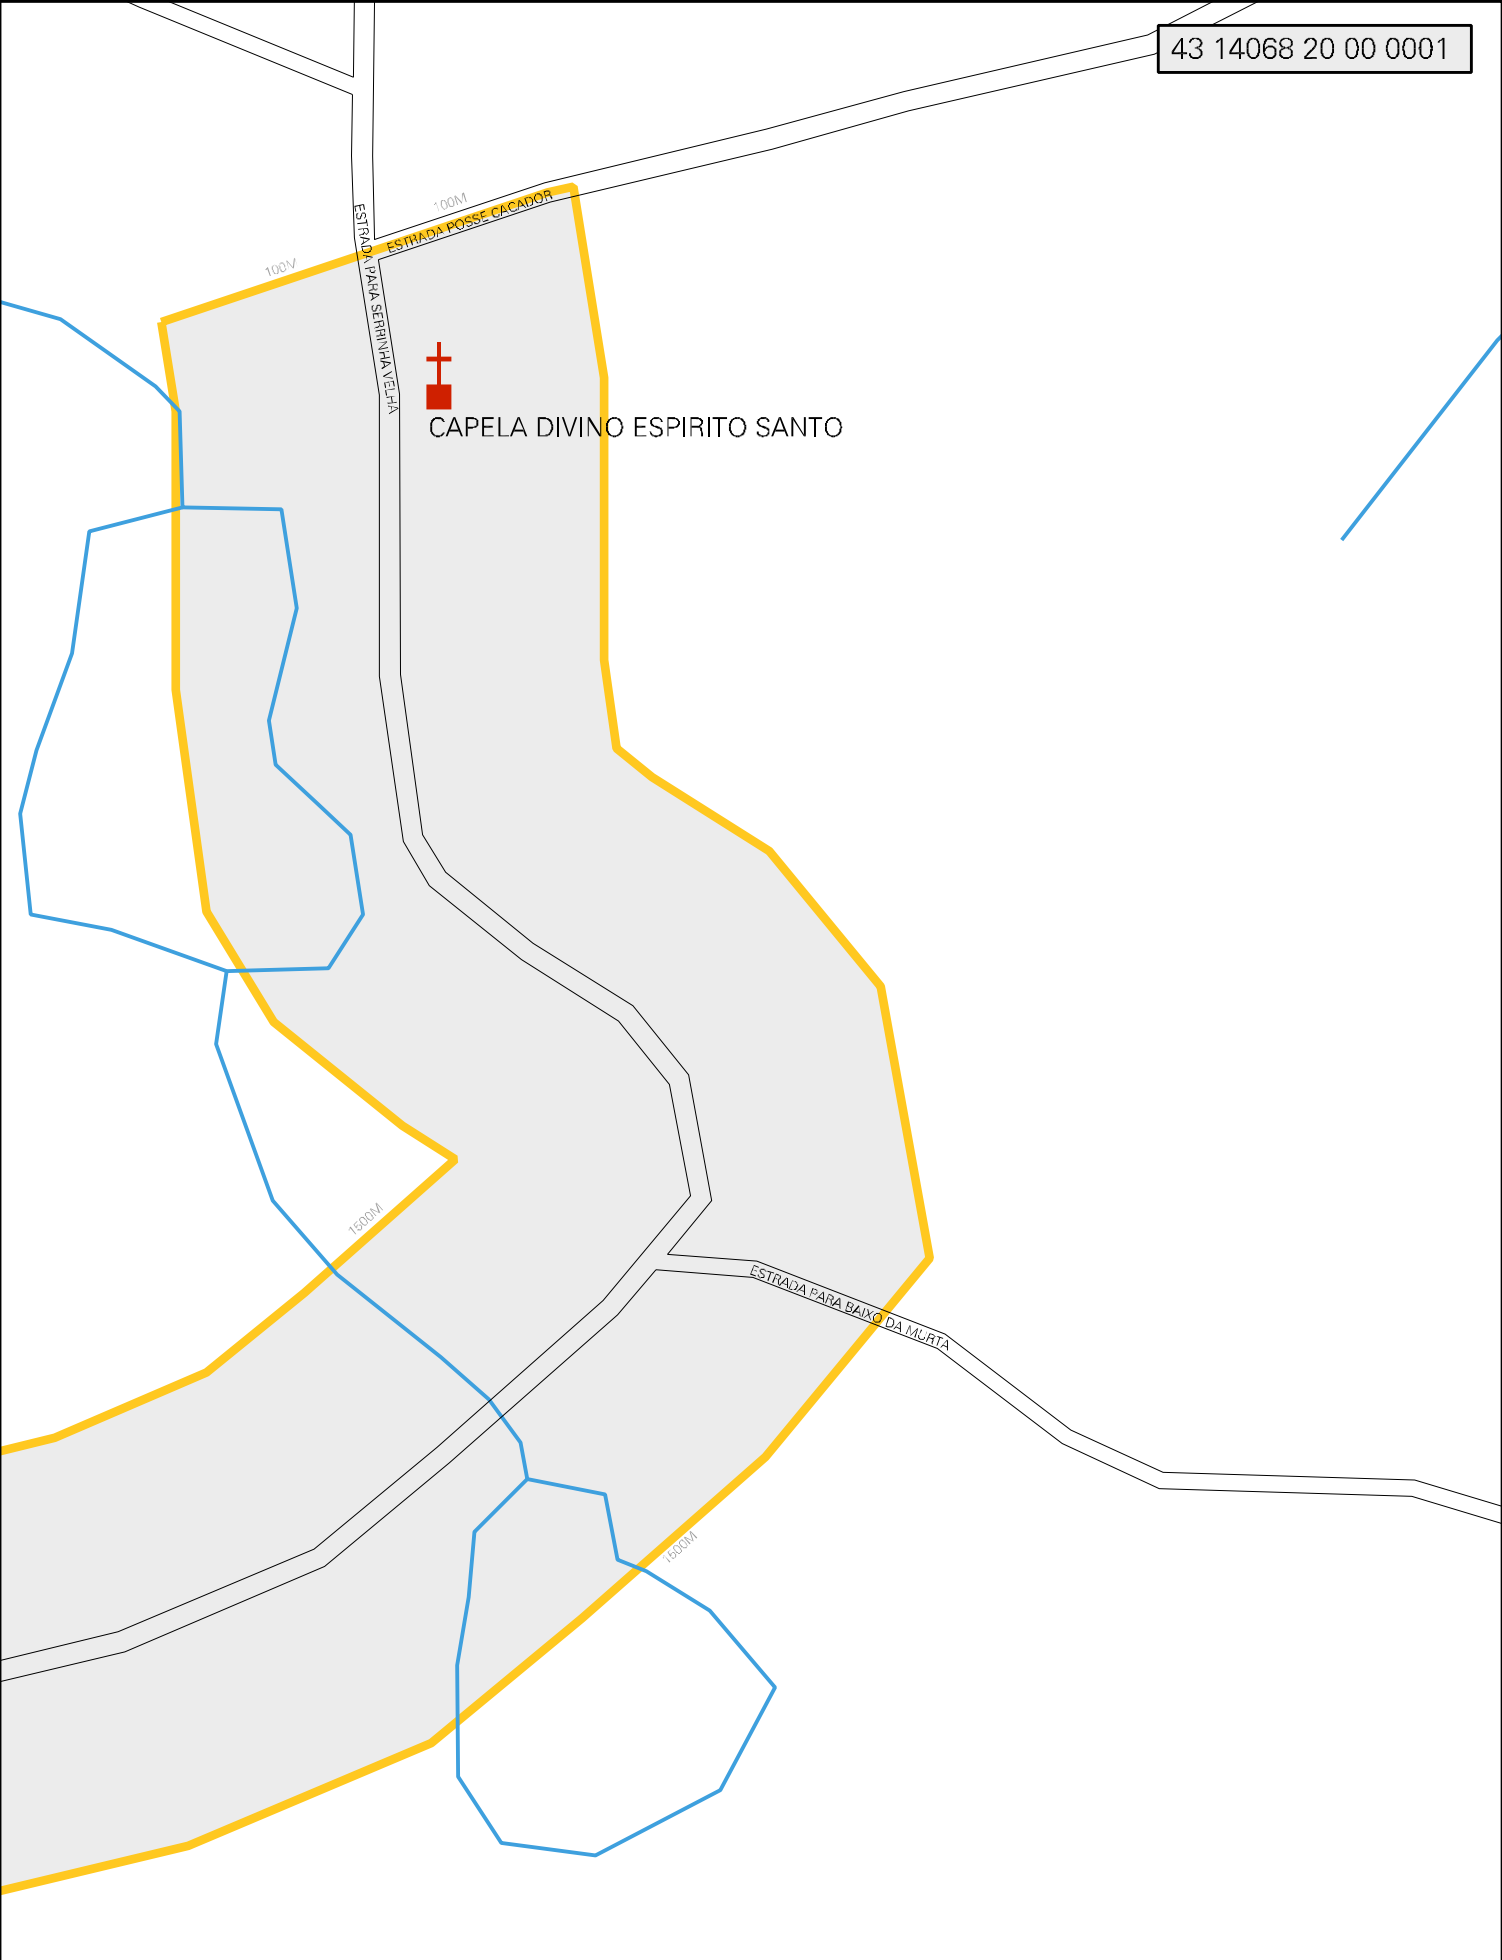 43 14068 20 00 0001
100M
ESTRADA POSSE CACADOR
100M
ESTRADA PARA SERRINHA VELHA
CAPELA DIVINO ESPIRITO SANTO
1500M
ESTRADA PARA BAIXO DA MURTA
1500M